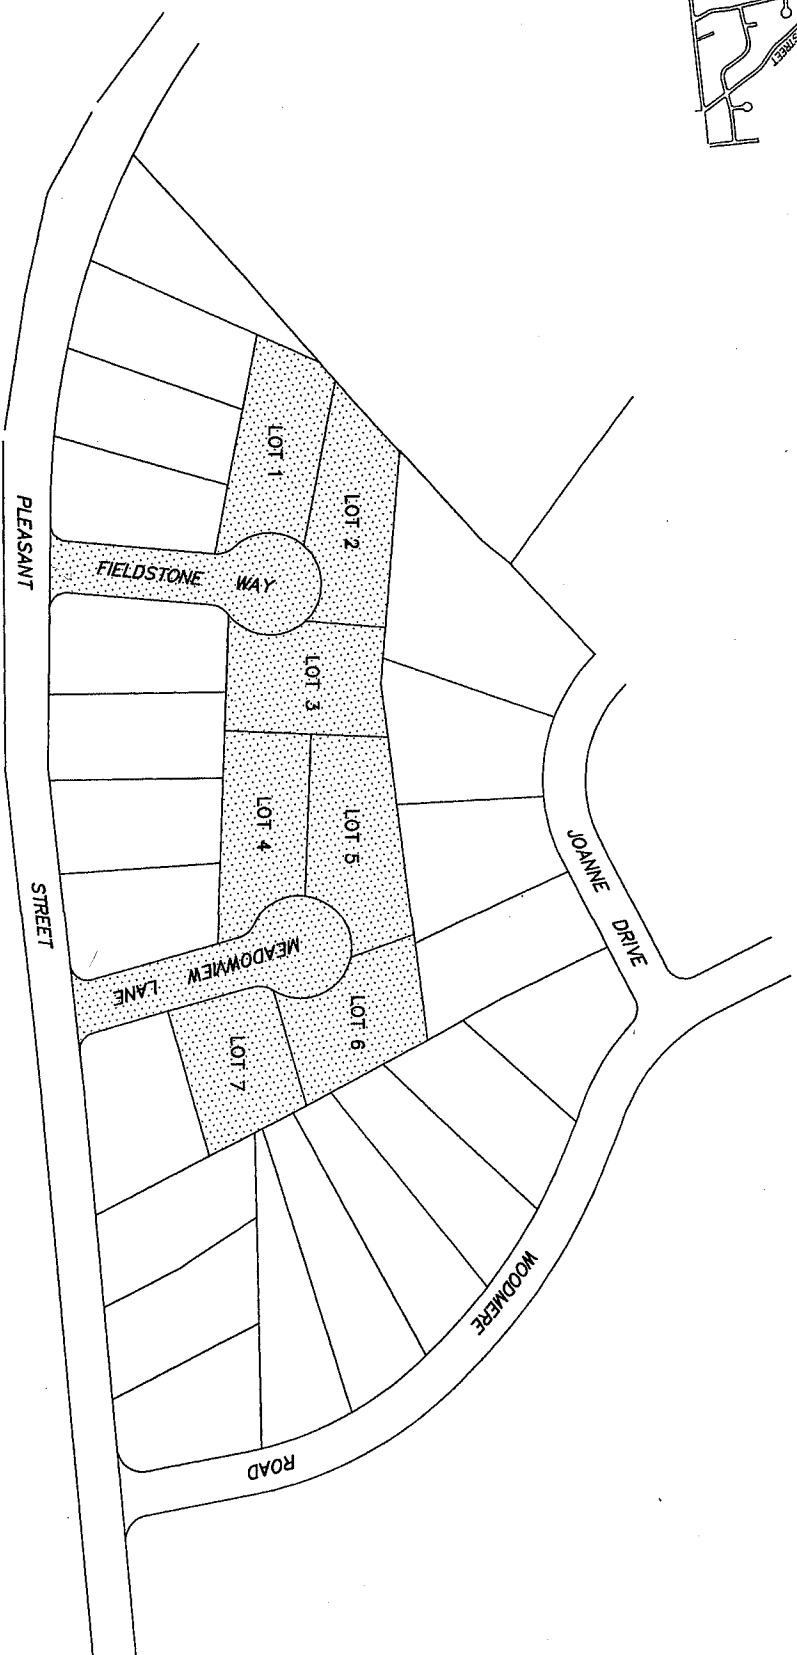 STREET
LOT 1
LOT 2
PLEASANT
FIELDSTONE WAY
LOT 3
LOT 4
LOT 5
JOANNE DRIVE
STREET
MEADOWVIEW LANE
LOT 6
LOT 7
WOODMERE
ROAD